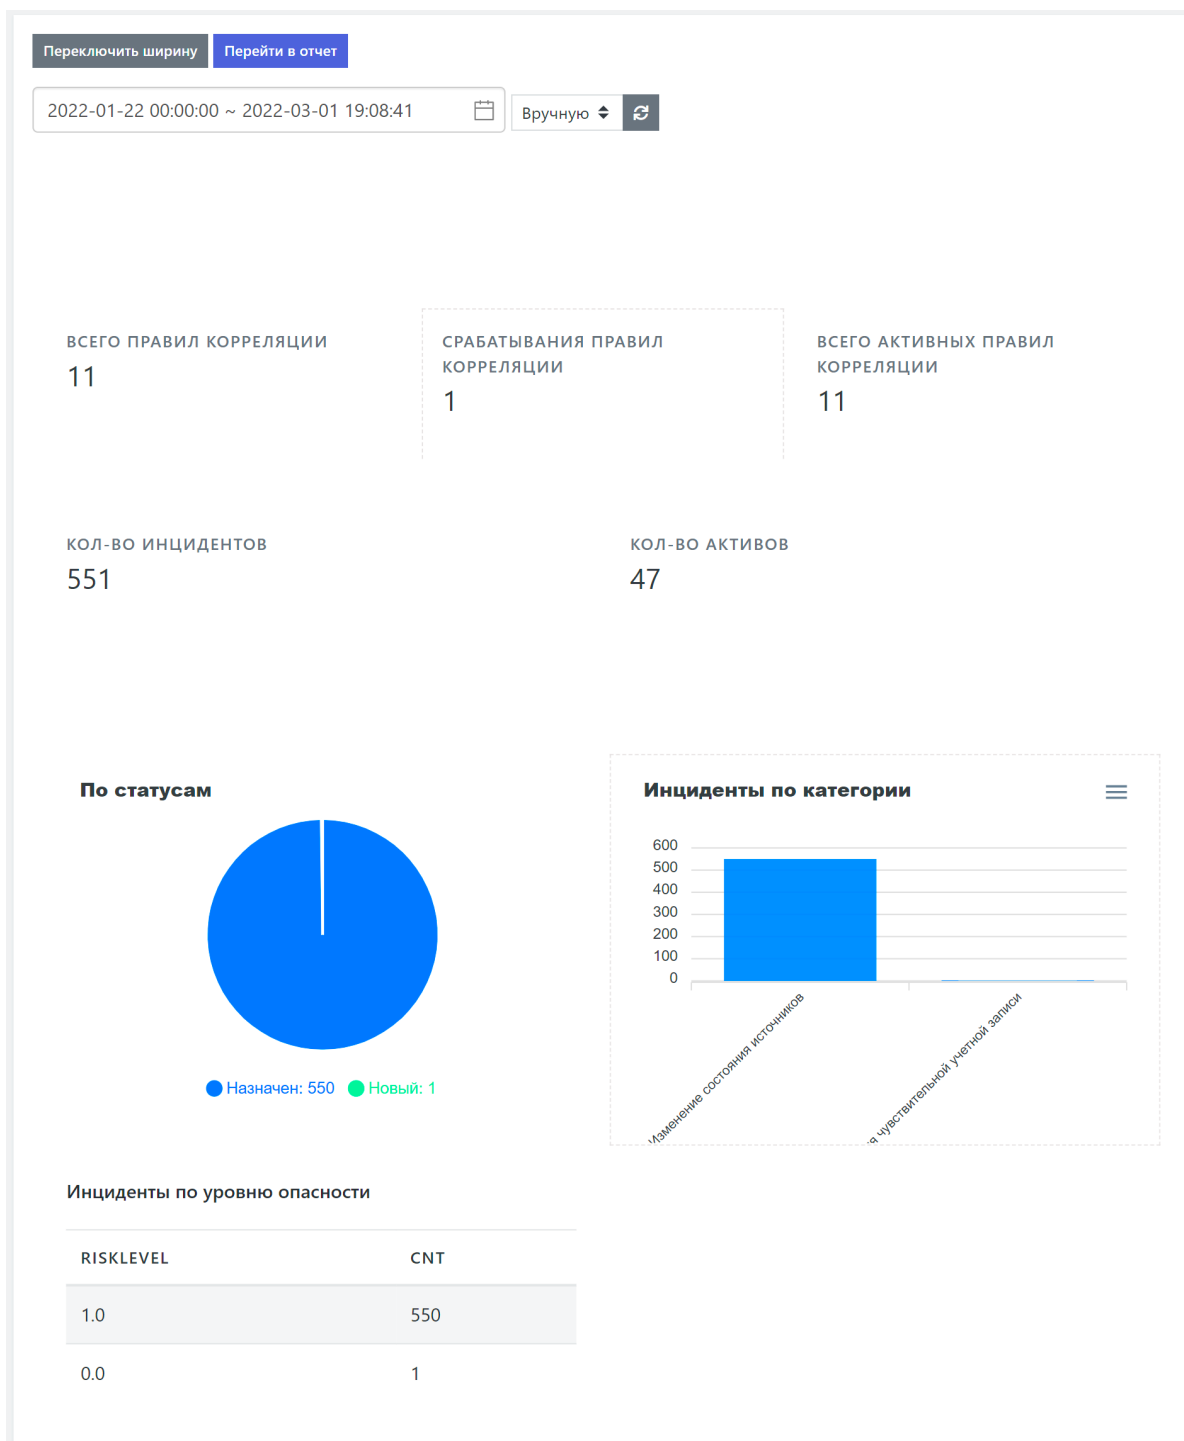 Переключить ширину Перейти в отчет
2022-01-22 00:00:00 ~ 2022-03-01 19:08:41 Вручную
ВСЕГО ПРАВИЛ КОРРЕЛЯЦИИ
11
СРАБАТЫВАНИЯ ПРАВИЛ
КОРРЕЛЯЦИИ
1
ВСЕГО АКТИВНЫХ ПРАВИЛ
КОРРЕЛЯЦИИ
11
КОЛ-ВО ИНЦИДЕНТОВ
551
КОЛ-ВО АКТИВОВ
47
По статусам
Назначен: 550 Новый: 1
Инциденты по категории
600
500
400
300
200
100
0
Изменение состояния источников
чувствительной учетной записи
Инциденты по уровню опасности
RISKLEVEL CNT
1.0 550
0.0 1